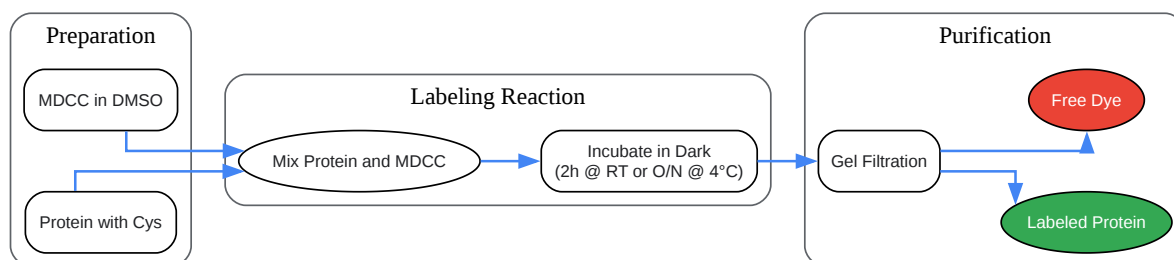 Preparation
MDCC in DMSO
Protein with Cys
Labeling Reaction
Mix Protein and MDCC
Incubate in Dark
(2h @ RT or O/N @ 4°C)
Purification
Gel Filtration
Free Dye
Labeled Protein